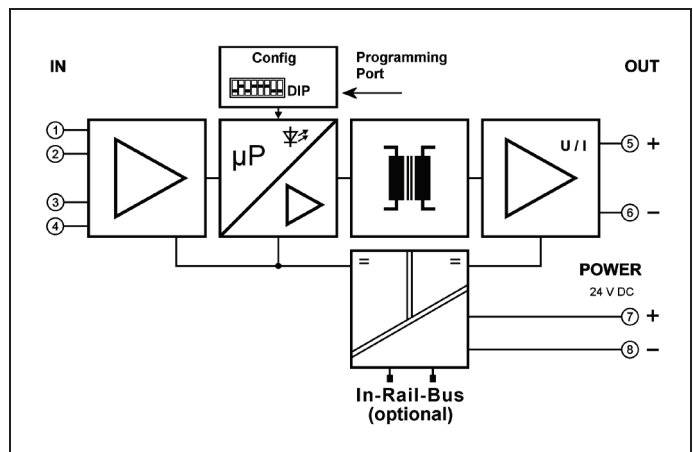 IN
Config
DIP
Programming
Port
OUT
1
2
3
4
µP
U / I
5 +
6 −
=
=
POWER
24 V DC
7 +
8 −
In-Rail-Bus
(optional)